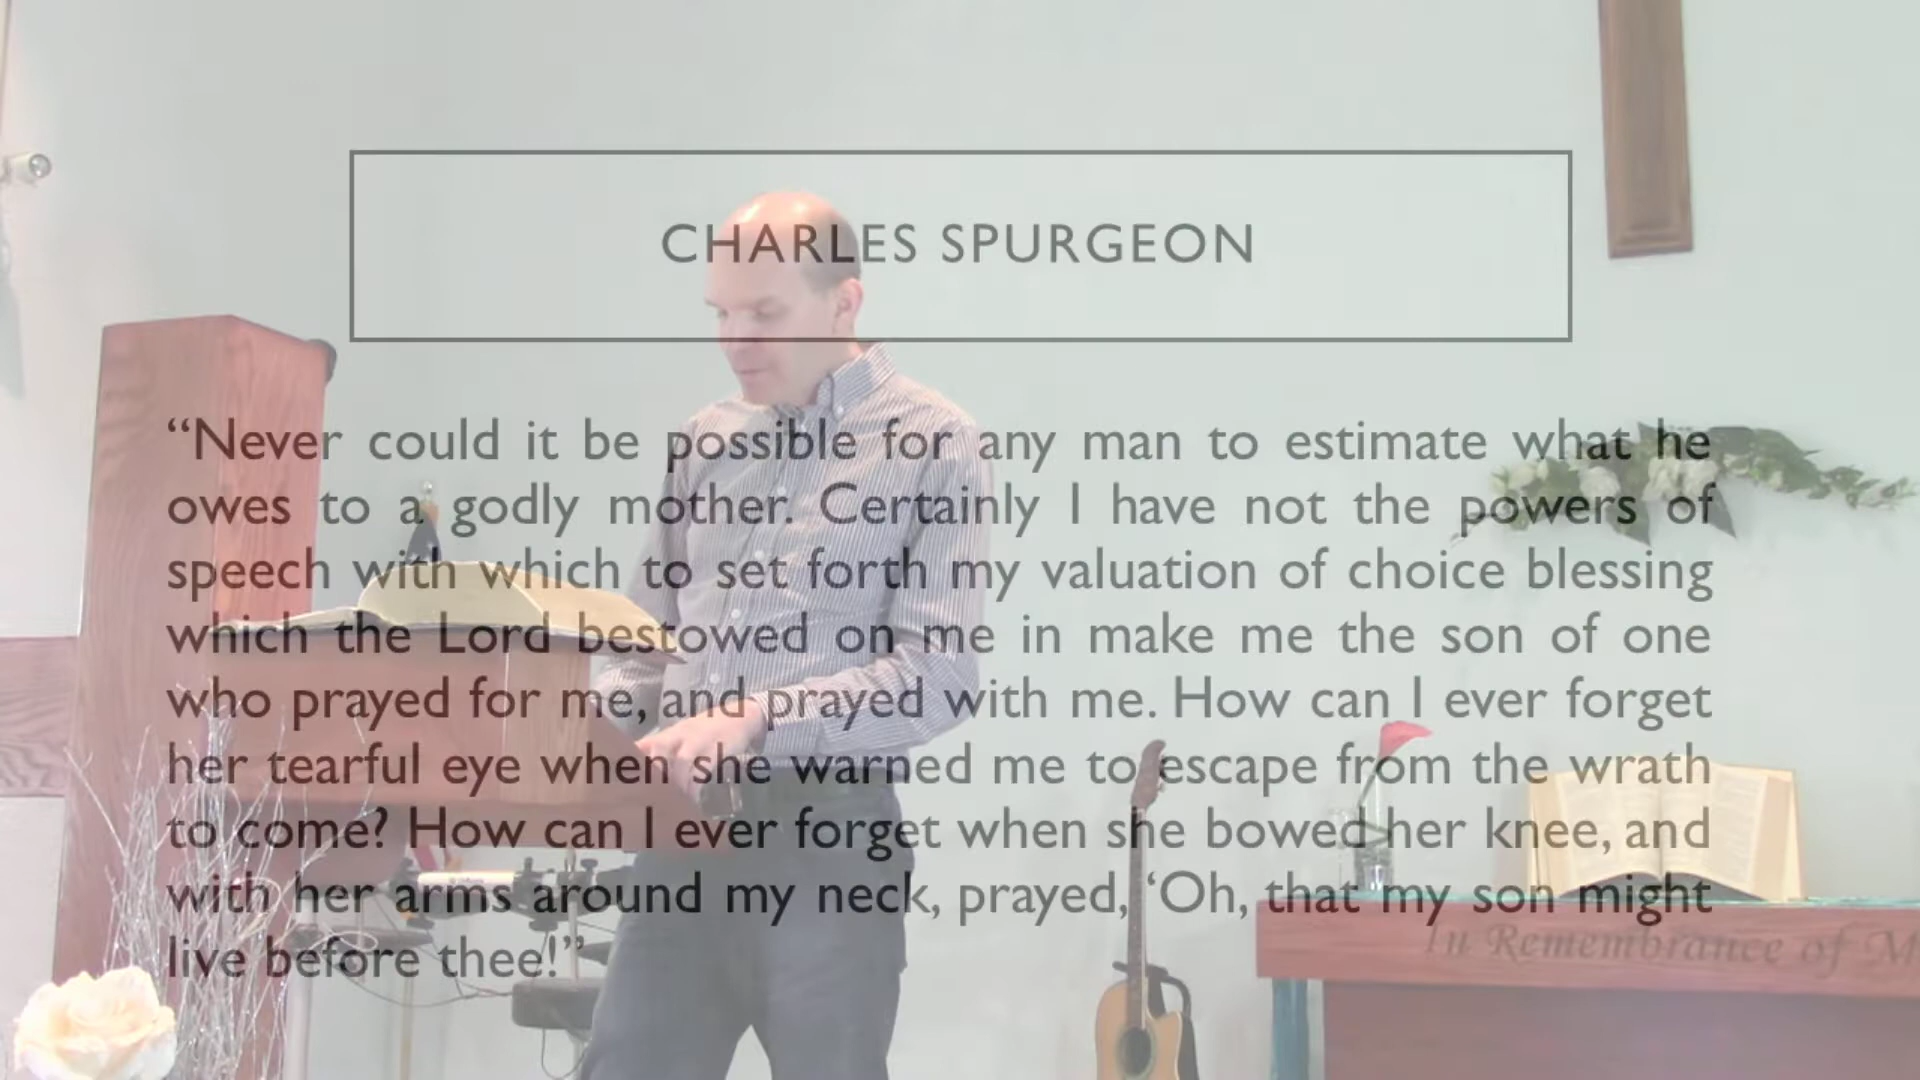 CHARLES SPURGEON
“Never could it be possible for any man to estimate what he
owes to a godly mother. Certainly I have not the powers of
speech with which to set forth my valuation of choice blessing
which the Lord bestowed on me in make me the son of one
who prayed for me, and prayed with me. How can I ever forget
her tearful eye when she warned me to escape from the wrath
to come? How can I ever forget when she bowed her knee, and
with her arms around my neck, prayed, ‘Oh, that my son might
live before thee!”
In Remembrance of M